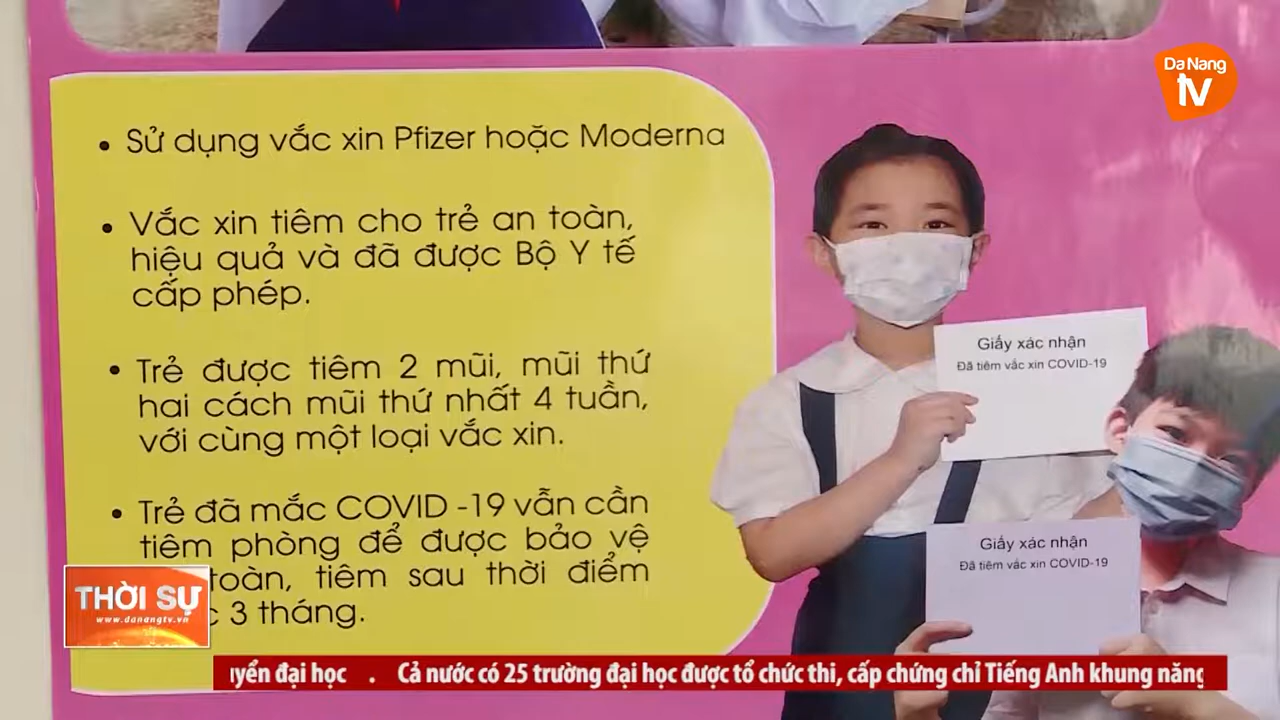 Da Nang
tv
• Sử dụng vắc xin Pfizer hoặc Moderna
• Vắc xin tiêm cho trẻ an toàn,
hiệu quả và đã được Bộ Y tế
cấp phép.
• Trẻ được tiêm 2 mũi, mũi thứ
hai cách mũi thứ nhất 4 tuần,
với cùng một loại vắc xin.
• Trẻ đã mắc COVID -19 vẫn cần
tiêm phòng để được bảo vệ
toàn, tiêm sau thời điểm
3 tháng.
Giấy xác nhận
Đã tiêm vắc xin COVID-19
Giấy xác nhận
Đã tiêm vắc xin COVID-19
THỜI SỰ
www.danangtv.vn
đại học . Cả nước có 25 trường đại học được tổ chức thi, cấp chứng chỉ Tiếng Anh khung năng